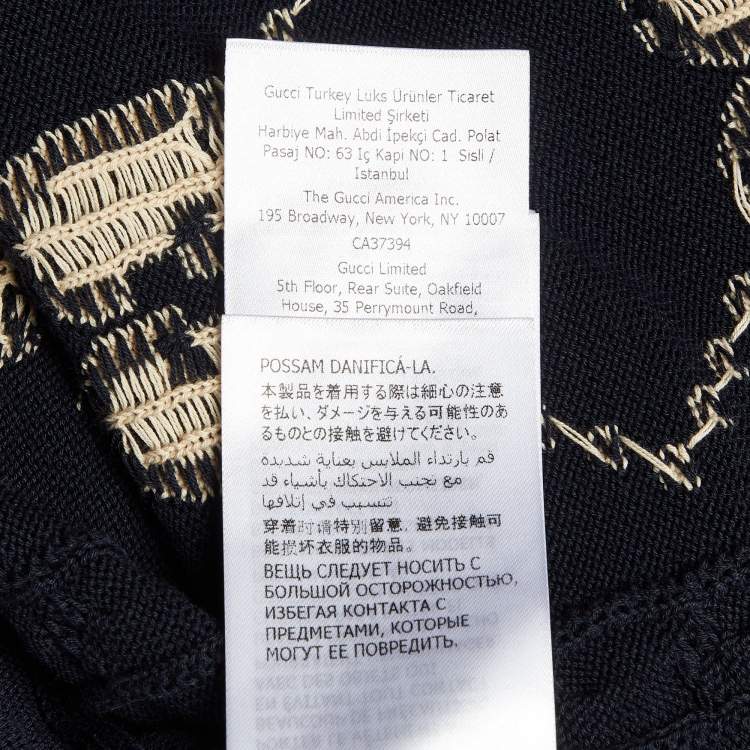 Gucci Turkey Luks Ürünler Ticaret
Limited Şirketi
Harbiye Mah. Abdi İpekçi Cad. Polat
Pasaj NO: 63 Iç Kapi NO: 1 Sisli /
Istanbul
The Gucci America Inc.
195 Broadway, New York, NY 10007
CA37394
Gucci Limited
5th Floor, Rear Suite, Oakfield
House, 35 Perrymount Road,
POSSAM DANIFICÁ-LA.
本製品を着用する際は細心の注意
を払い、ダメージを与える可能性のあ
るものとの接触を避けてください。
قم بارتداء الملابس بعناية شديدة
مع تجنب الاحتكاك بأشياء قد
تتسبب في إتلافها
穿着时请特别留意，避免接触可
能损坏衣服的物品。
ВЕЩЬ СЛЕДУЕТ НОСИТЬ С
БОЛЬШОЙ ОСТОРОЖНОСТЬЮ,
ИЗБЕГАЯ КОНТАКТА С
ПРЕДМЕТАМИ, КОТОРЫЕ
МОГУТ ЕЕ ПОВРЕДИТЬ.